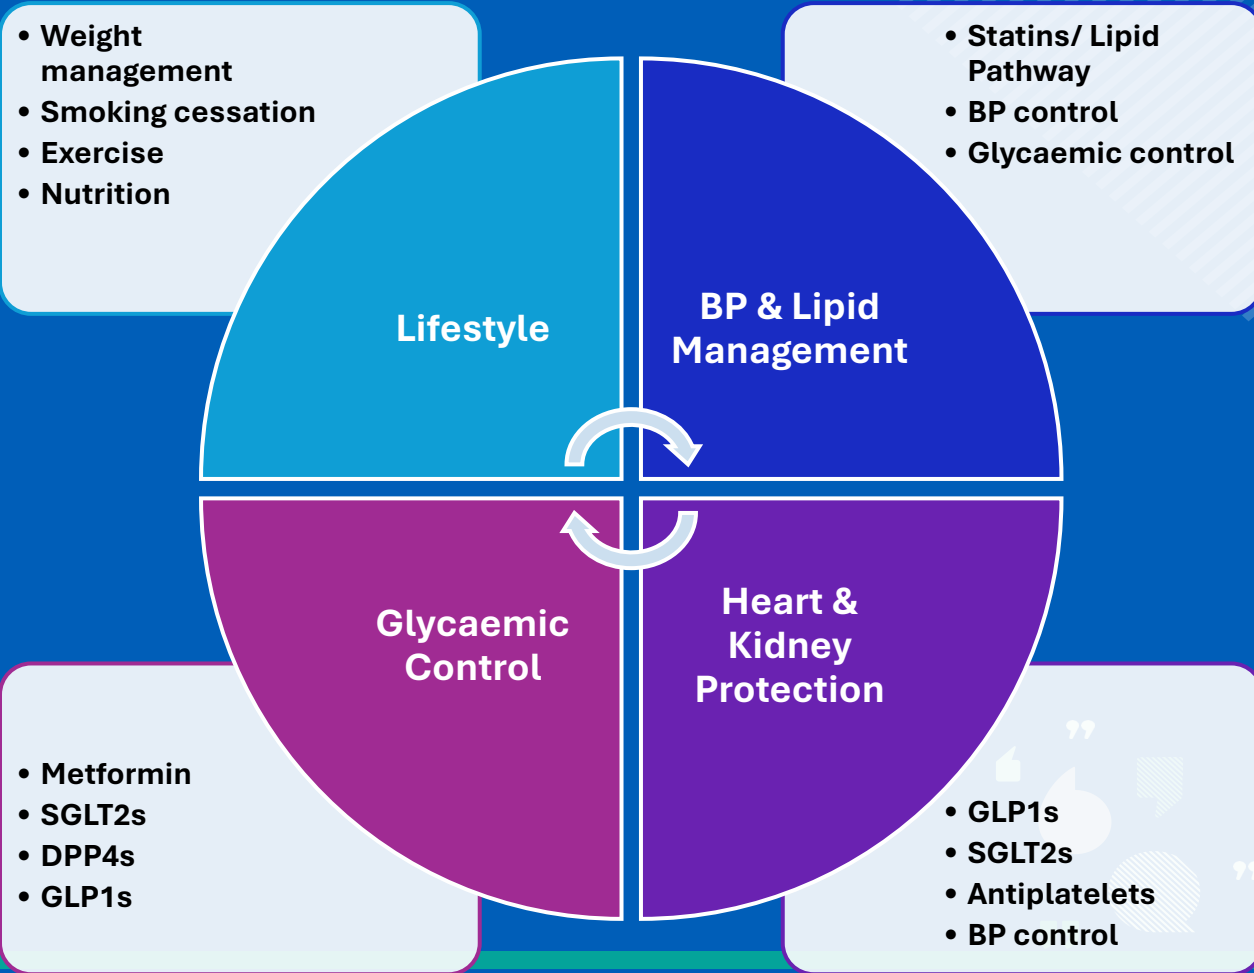 • Weight
management
• Smoking cessation
• Exercise
• Nutrition
• Statins/ Lipid
Pathway
• BP control
• Glycaemic control
Lifestyle
BP & Lipid
Management
Glycaemic
Control
Heart &
Kidney
Protection
• Metformin
• SGLT2s
• DPP4s
• GLP1s
• GLP1s
• SGLT2s
• Antiplatelets
• BP control